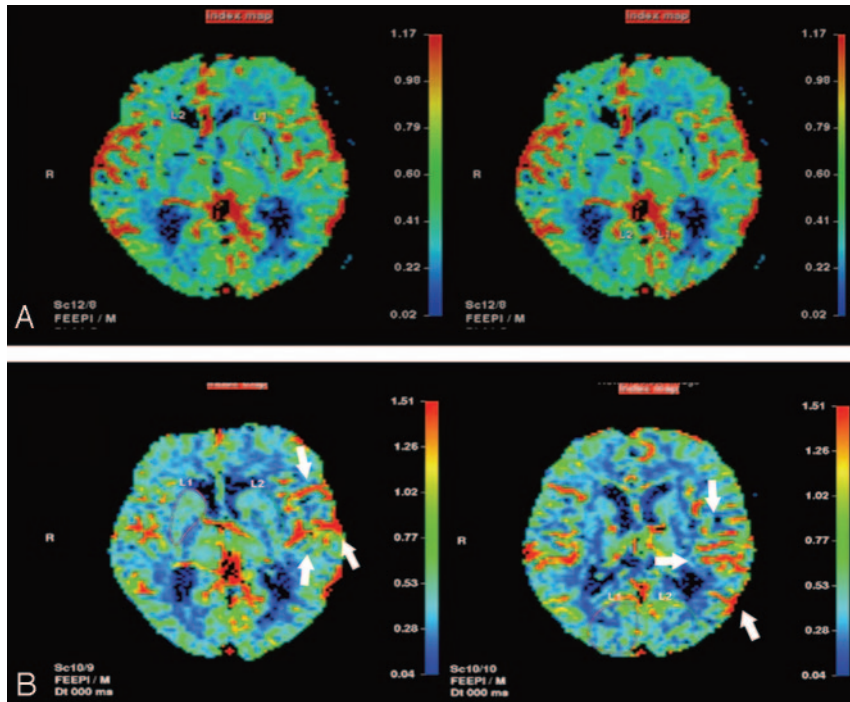 Index map
Index map
1.17
0.98
0.79
0.60
0.41
0.22
0.02
1.17
0.98
0.79
0.60
0.41
0.22
0.02
L2 L1
R
R
L2 L1
A
Sc12/8
FEEPI / M
Sc12/8
FEEPI / M
Index map
Index map
1.51
1.26
1.02
0.77
0.53
0.28
0.04
1.51
1.26
1.02
0.77
0.53
0.28
0.04
L1 L2
R
R
L1 L2
B
Sc10/9
FEEPI / M
Dt 000 ms
Sc10/10
FEEPI / M
Dt 000 ms